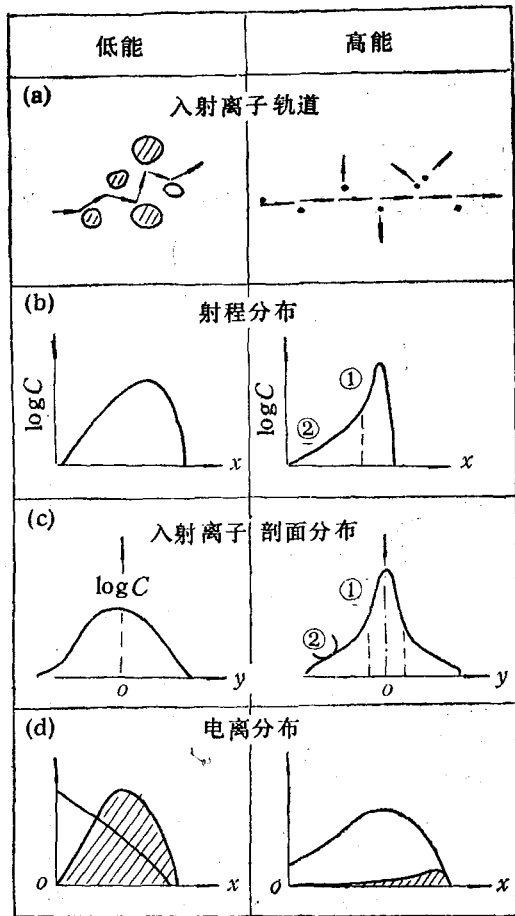 低能 高能
(a) 入射离子轨道
(b) 射程分布
log C x
log C ① ② x
(c) 入射离子剖面分布
log C o y
① ② o y
(d) 电离分布
o x
o x